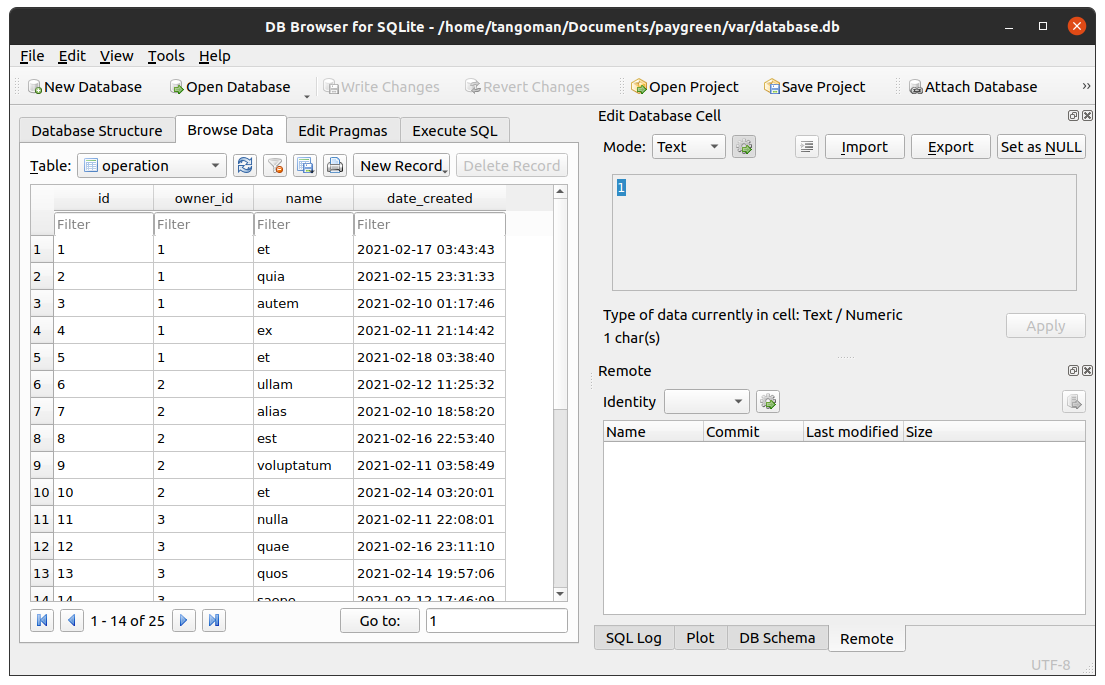 DB Browser for SQLite - /home/tangoman/Documents/paygreen/var/database.db
File Edit View Tools Help
New Database Open Database Write Changes Revert Changes Open Project Save Project Attach Database »
Database Structure Browse Data Edit Pragmas Execute SQL
Table: operation New Record Delete Record
id owner_id name date_created
Filter Filter Filter Filter
1 1 1 et 2021-02-17 03:43:43
2 2 1 quia 2021-02-15 23:31:33
3 3 1 autem 2021-02-10 01:17:46
4 4 1 ex 2021-02-11 21:14:42
5 5 1 et 2021-02-18 03:38:40
6 6 2 ullam 2021-02-12 11:25:32
7 7 2 alias 2021-02-10 18:58:20
8 8 2 est 2021-02-16 22:53:40
9 9 2 voluptatum 2021-02-11 03:58:49
10 10 2 et 2021-02-14 03:20:01
11 11 3 nulla 2021-02-11 22:08:01
12 12 3 quae 2021-02-16 23:11:10
13 13 3 quos 2021-02-14 19:57:06
14 14 3 saepe 2021-02-12 17:46:09
1 - 14 of 25 Go to: 1
Edit Database Cell
Mode: Text Import Export Set as NULL
1
Type of data currently in cell: Text / Numeric
1 char(s)
Apply
Remote
Identity
Name Commit Last modified Size
SQL Log Plot DB Schema Remote
UTF-8